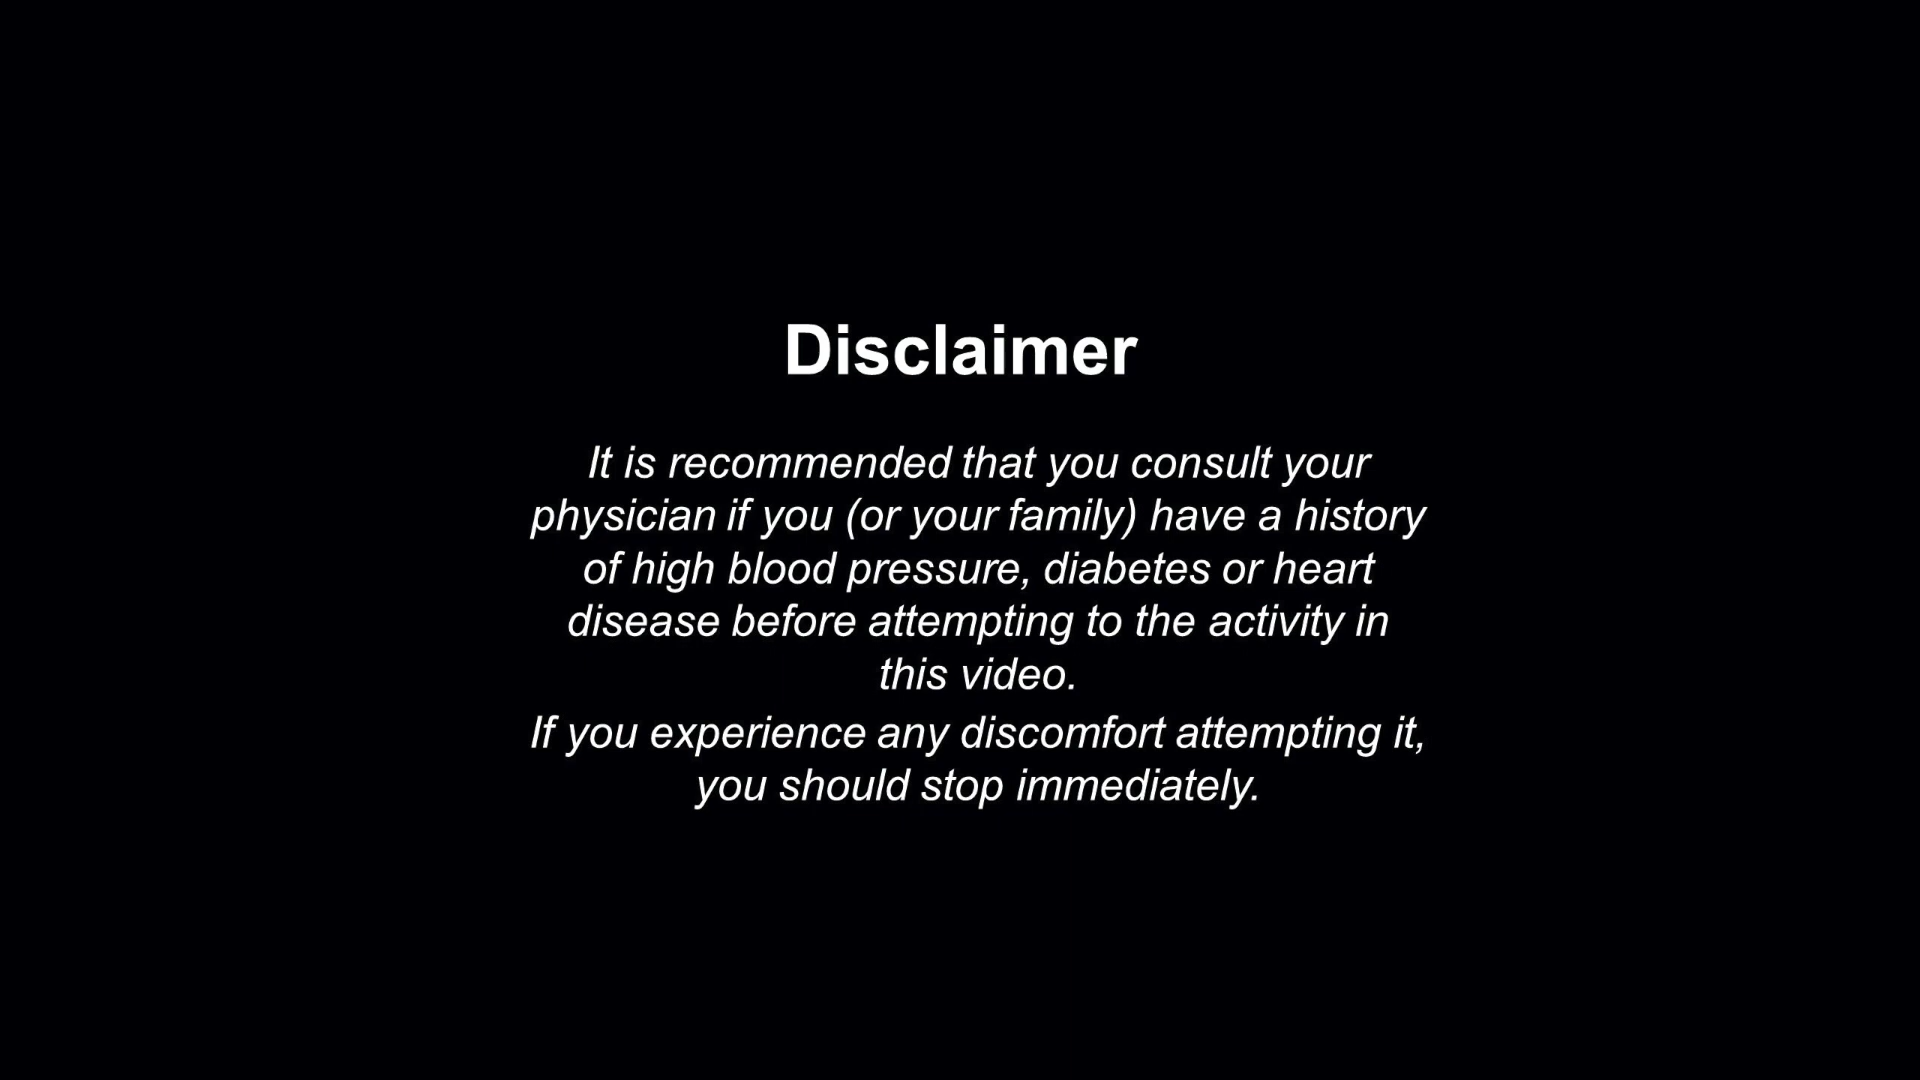 Disclaimer
It is recommended that you consult your
physician if you (or your family) have a history
of high blood pressure, diabetes or heart
disease before attempting to the activity in
this video.
If you experience any discomfort attempting it,
you should stop immediately.